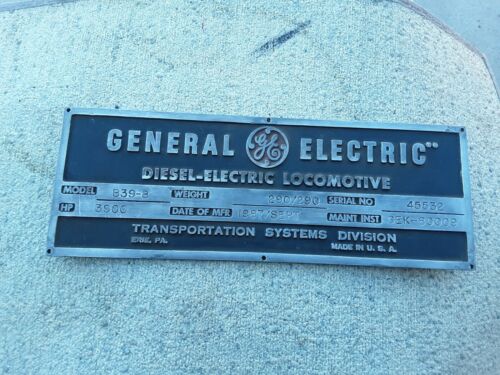 GENERAL GE ELECTRIC
DIESEL-ELECTRIC LOCOMOTIVE
MODEL B39-8 WEIGHT 290/290 SERIAL NO 45532
HP 3900 DATE OF MFR 1987/SEPT MAINT INST
TRANSPORTATION SYSTEMS DIVISION
ERIE, PA. MADE IN U. S. A.